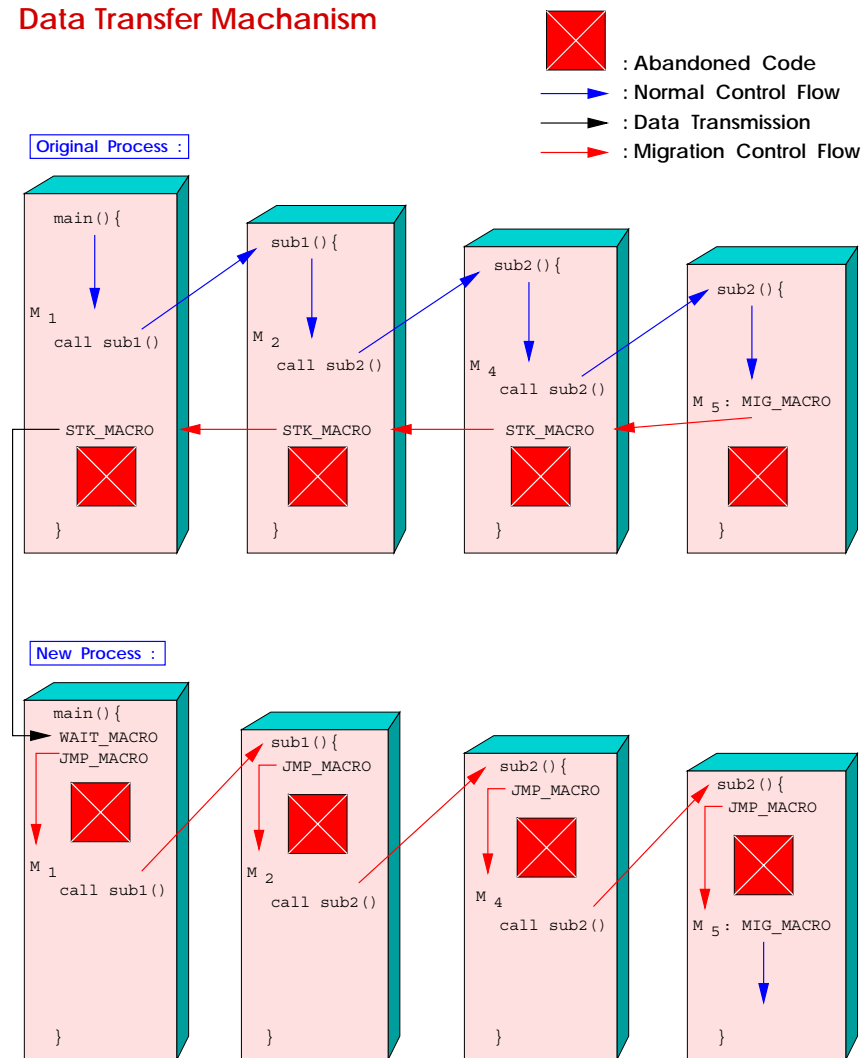 Data Transfer Machanism
: Abandoned Code
: Normal Control Flow
: Data Transmission
: Migration Control Flow
Original Process :
main(){
M 1
call sub1()
STK_MACRO
}
sub1(){
M 2
call sub2()
STK_MACRO
}
sub2(){
M 4
call sub2()
STK_MACRO
}
sub2(){
M 5: MIG_MACRO
}
New Process :
main(){
WAIT_MACRO
JMP_MACRO
M 1
call sub1()
}
sub1(){
JMP_MACRO
M 2
call sub2()
}
sub2(){
JMP_MACRO
M 4
call sub2()
}
sub2(){
JMP_MACRO
M 5: MIG_MACRO
}